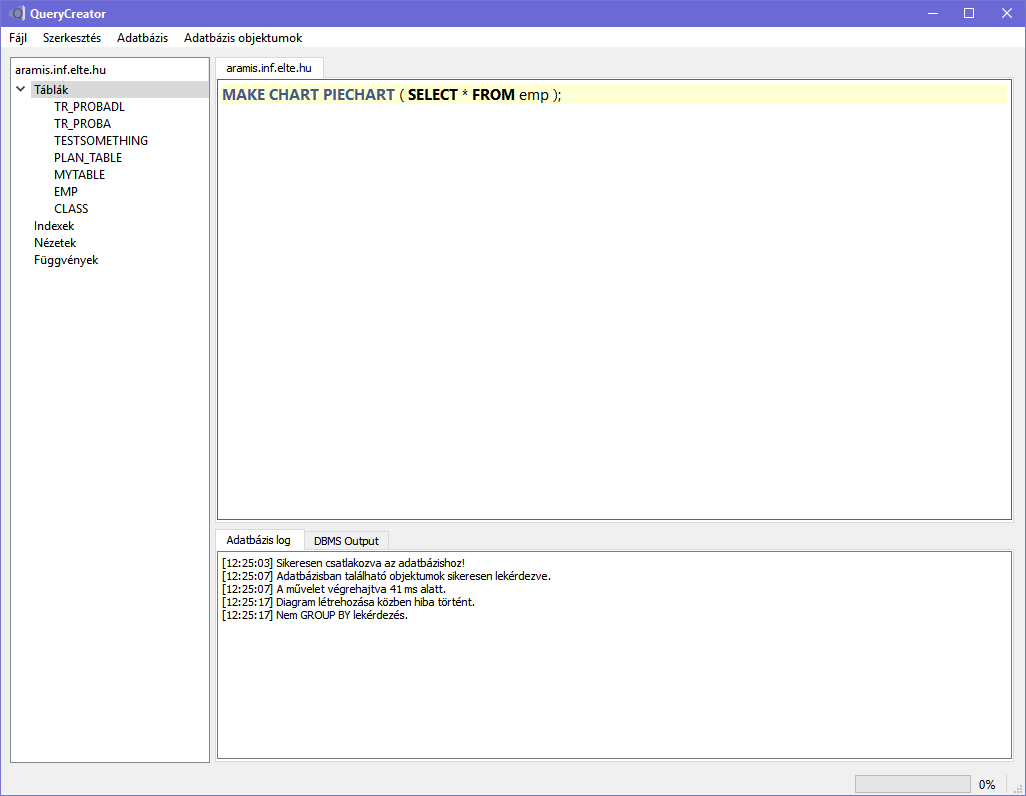 QueryCreator
Fájl Szerkesztés Adatbázis Adatbázis objektumok
aramis.inf.elte.hu
Táblák
TR_PROBADL
TR_PROBA
TESTSOMETHING
PLAN_TABLE
MYTABLE
EMP
CLASS
Indexek
Nézetek
Függvények
aramis.inf.elte.hu
MAKE CHART PIECHART ( SELECT * FROM emp );
Adatbázis log DBMS Output
[12:25:03] Sikeresen csatlakozva az adatbázishoz!
[12:25:07] Adatbázisban található objektumok sikeresen lekérdezve.
[12:25:07] A művelet végrehajtva 41 ms alatt.
[12:25:17] Diagram létrehozása közben hiba történt.
[12:25:17] Nem GROUP BY lekérdezés.
0%